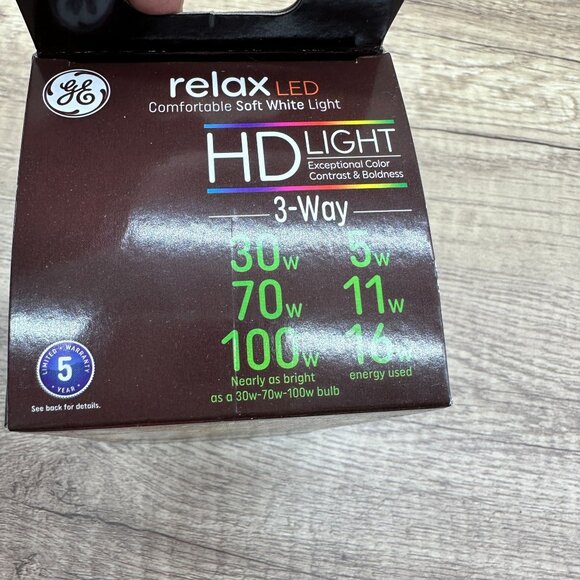 GE
relax LED
Comfortable Soft White Light
HD LIGHT
Exceptional Color
Contrast & Boldness
3-Way
30w 5w
70w 11w
100w 16w
Nearly as bright
as a 30w-70w-100w bulb
energy used
LIMITED • WARRANTY
5
YEAR
See back for details.